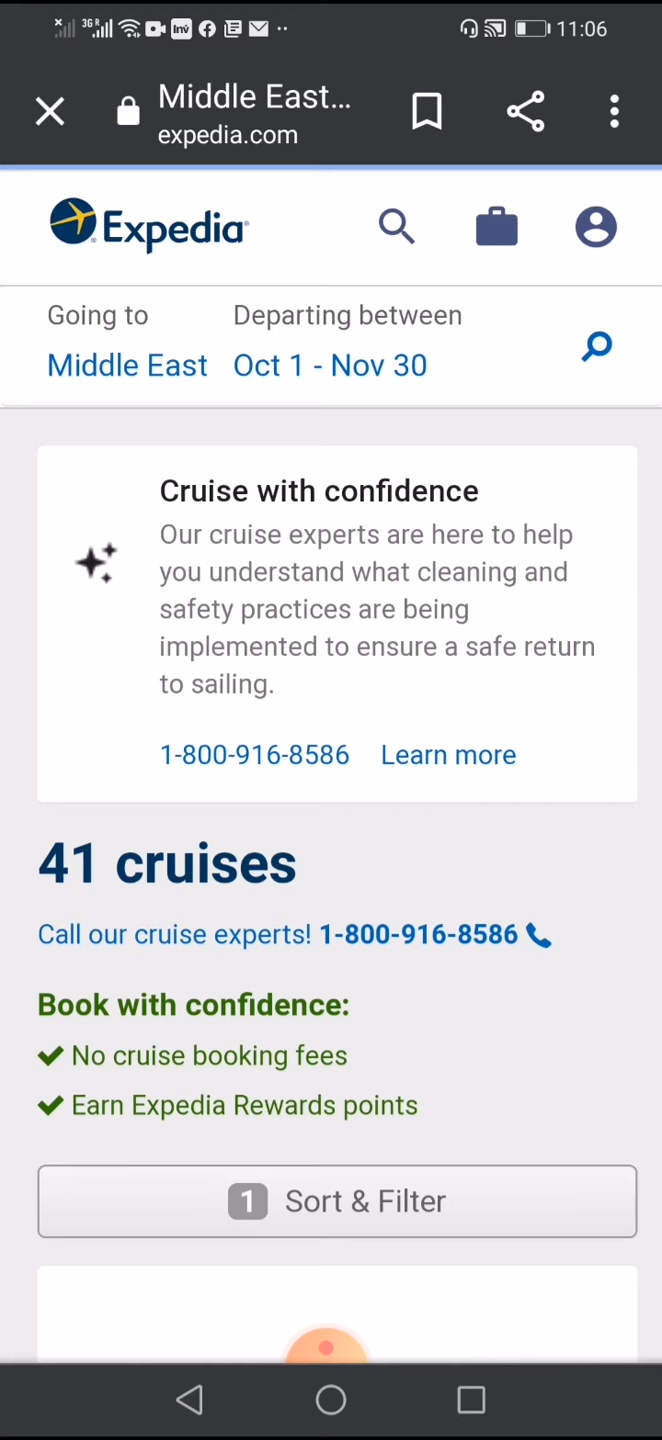 3G R 11:06
Middle East...
expedia.com
Expedia
Going to Departing between
Middle East Oct 1 - Nov 30
Cruise with confidence
Our cruise experts are here to help
you understand what cleaning and
safety practices are being
implemented to ensure a safe return
to sailing.
1-800-916-8586 Learn more
41 cruises
Call our cruise experts! 1-800-916-8586
Book with confidence:
No cruise booking fees
Earn Expedia Rewards points
1 Sort & Filter